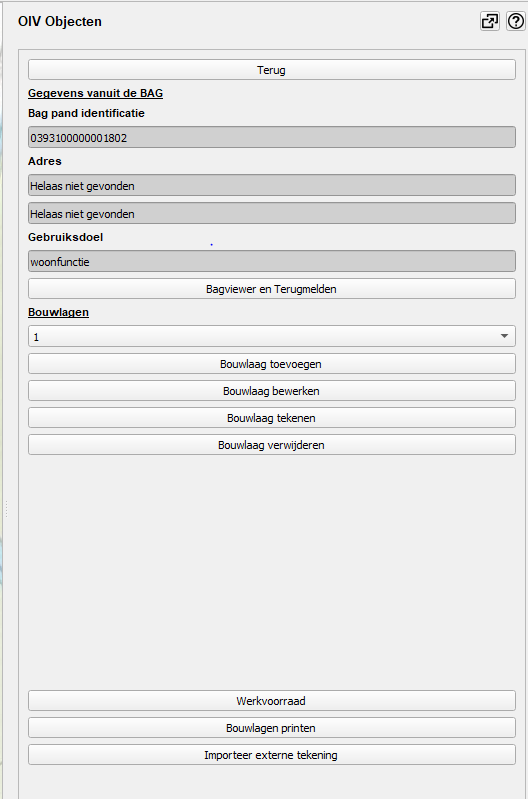 OIV Objecten
Terug
Gegevens vanuit de BAG
Bag pand identificatie
0393100000001802
Adres
Helaas niet gevonden
Helaas niet gevonden
Gebruiksdoel
woonfunctie
Bagviewer en Terugmelden
Bouwlagen
1
Bouwlaag toevoegen
Bouwlaag bewerken
Bouwlaag tekenen
Bouwlaag verwijderen
Werkvoorraad
Bouwlagen printen
Importeer externe tekening